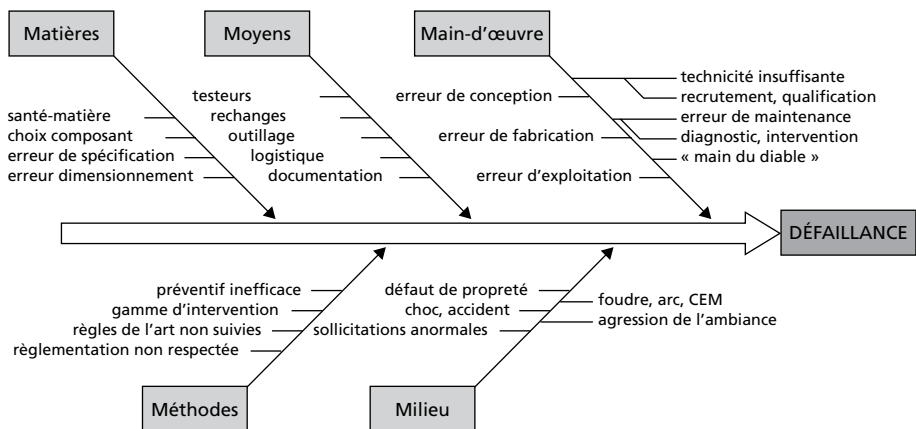 Matières
Moyens
Main-d'œuvre
santé-matière
choix composant
erreur de spécification
erreur dimensionnement
testeurs
rechanges
outillage
logistique
documentation
erreur de conception
erreur de fabrication
erreur d'exploitation
technicité insuffisante
recrutement, qualification
erreur de maintenance
diagnostic, intervention
« main du diable »
DÉFAILLANCE
préventif inefficace
gamme d'intervention
règles de l'art non suivies
règlementation non respectée
défaut de propreté
choc, accident
sollicitations anormales
foudre, arc, CEM
agression de l'ambiance
Méthodes
Milieu